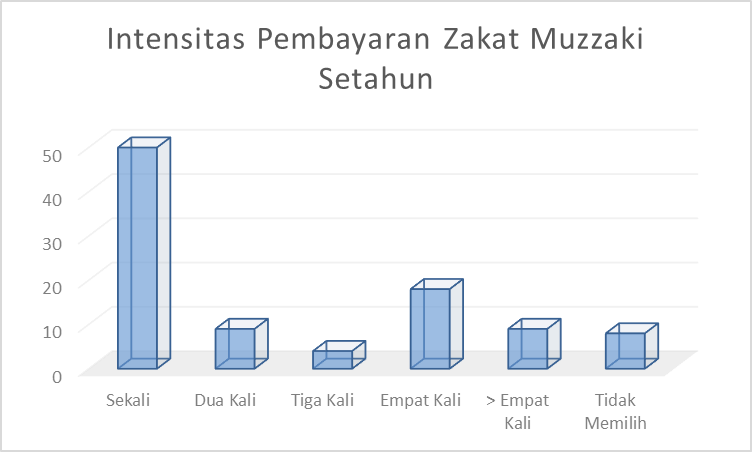 Intensitas Pembayaran Zakat Muzzaki
Setahun
50
40
30
20
10
0
Sekali
Dua Kali
Tiga Kali
Empat Kali
> Empat
Kali
Tidak
Memilih